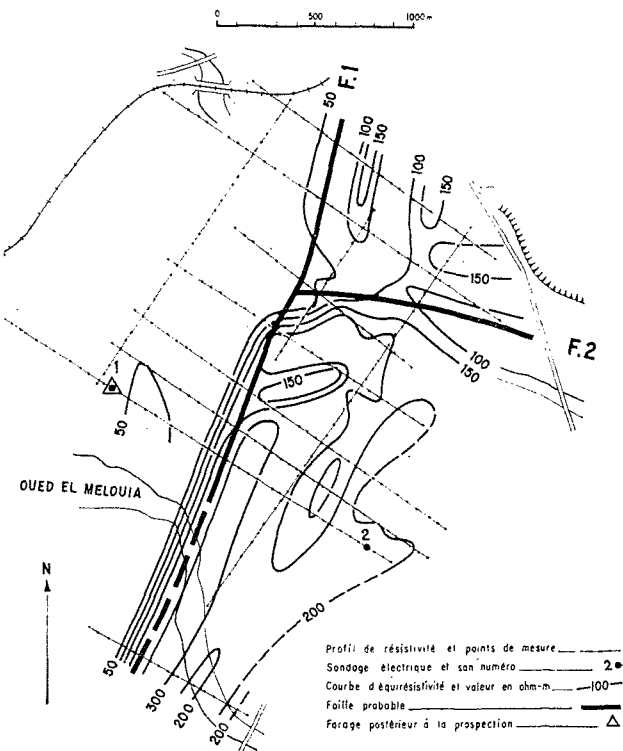 0 500 1000 m
F.1
50
100
150
100
150
150
F.2
100
150
1
50
150
OUED EL MELOUIA
2
N
200
50
300
200
200
Profil de résistivité et points de mesure
Sondage électrique et son numéro 2
Courbe d'équirésistivité et valeur en ohm-m 100
Faille probable
Forage postérieur à la prospection